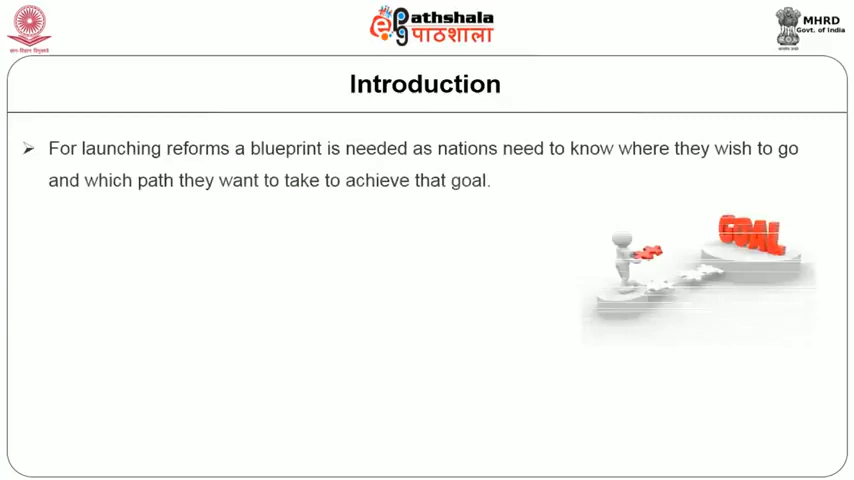 ePathshala
पाठशाला
MHRD
Govt. of India
Introduction
➢ For launching reforms a blueprint is needed as nations need to know where they wish to go
and which path they want to take to achieve that goal.
GOAL